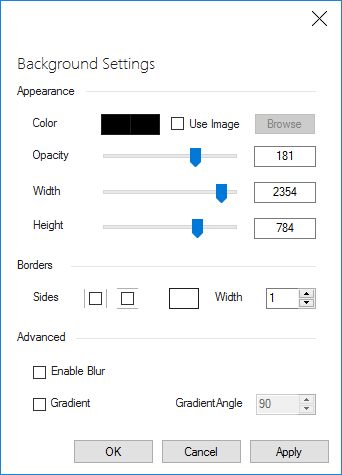 Background Settings
Appearance
Color Use Image Browse
Opacity 181
Width 2354
Height 784
Borders
Sides Width 1
Advanced
Enable Blur
Gradient GradientAngle 90
OK Cancel Apply